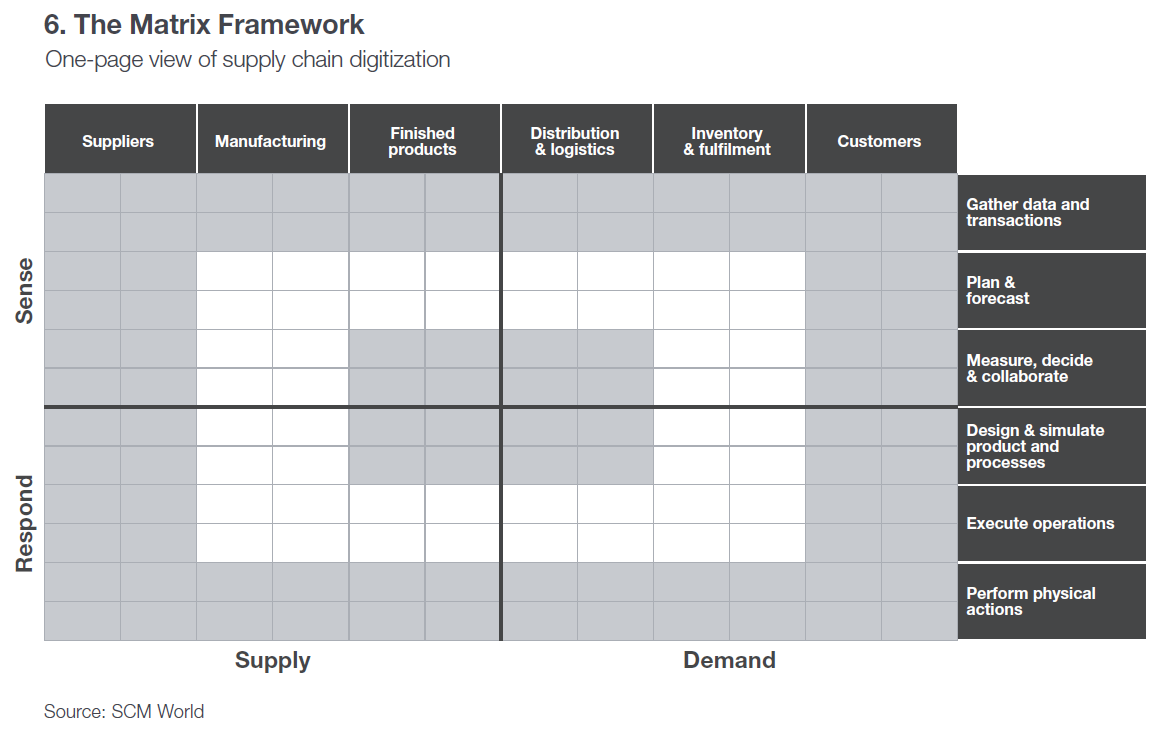 6. The Matrix Framework
One-page view of supply chain digitization
Suppliers
Manufacturing
Finished
products
Distribution
& logistics
Inventory
& fulfilment
Customers
Sense
Respond
Gather data and
transactions
Plan &
forecast
Measure, decide
& collaborate
Design & simulate
product and
processes
Execute operations
Perform physical
actions
Supply
Demand
Source: SCM World